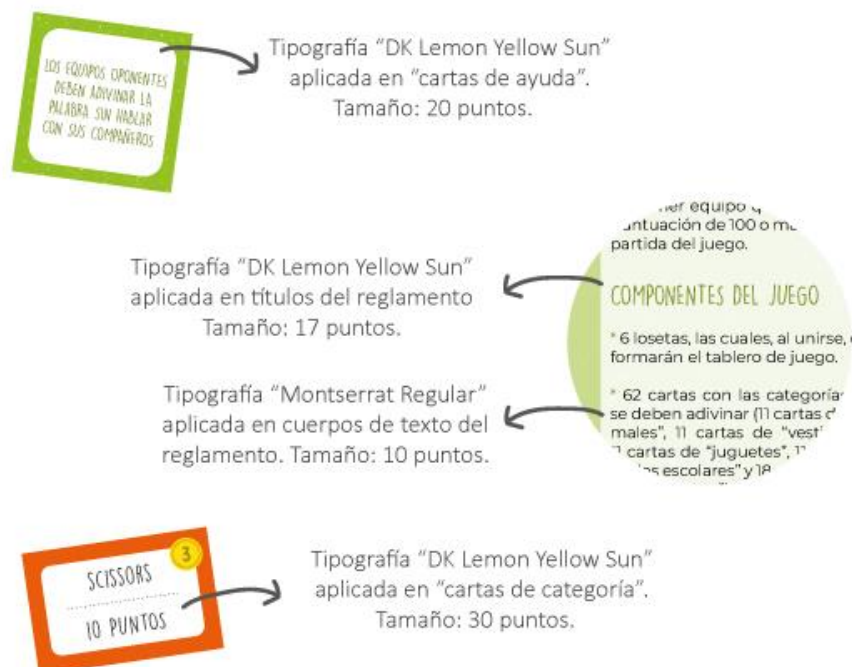 LOS EQUIPOS OPONENTES
DEBEN ADIVINAR LA
PALABRA SIN HABLAR
CON SUS COMPAÑEROS
Tipografía “DK Lemon Yellow Sun”
aplicada en “cartas de ayuda”.
Tamaño: 20 puntos.
equipo
de 100 o
partida del juego.
Tipografía “DK Lemon Yellow Sun”
aplicada en títulos del reglamento
Tamaño: 17 puntos.
COMPONENTES DEL JUEGO
* 6 losetas, las cuales, al unirse,
formarán el tablero de juego.
Tipografía “Montserrat Regular”
aplicada en cuerpos de texto del
reglamento. Tamaño: 10 puntos.
* 62 cartas con las categorías
se deben adivinar (11 cartas
males”, 11 cartas de
cartas de “juguetes”,
escolares” y 18
SCISSORS
10 PUNTOS
3
Tipografía “DK Lemon Yellow Sun”
aplicada en “cartas de categoría”.
Tamaño: 30 puntos.